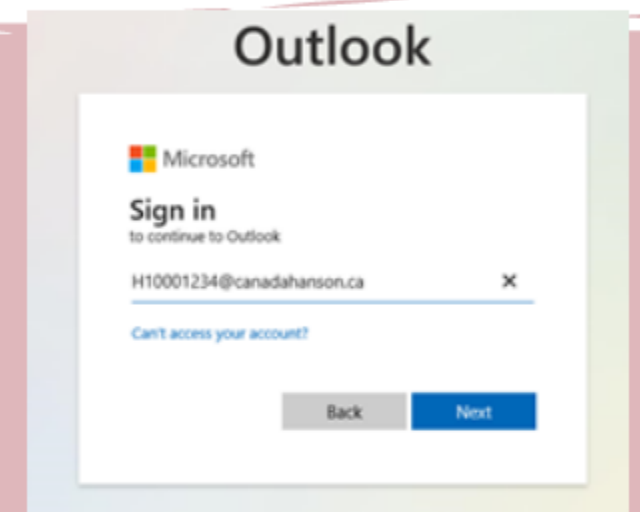 Outlook
Microsoft
Sign in
to continue to Outlook
H10001234@canadahanson.ca ✕
Can't access your account?
Back Next